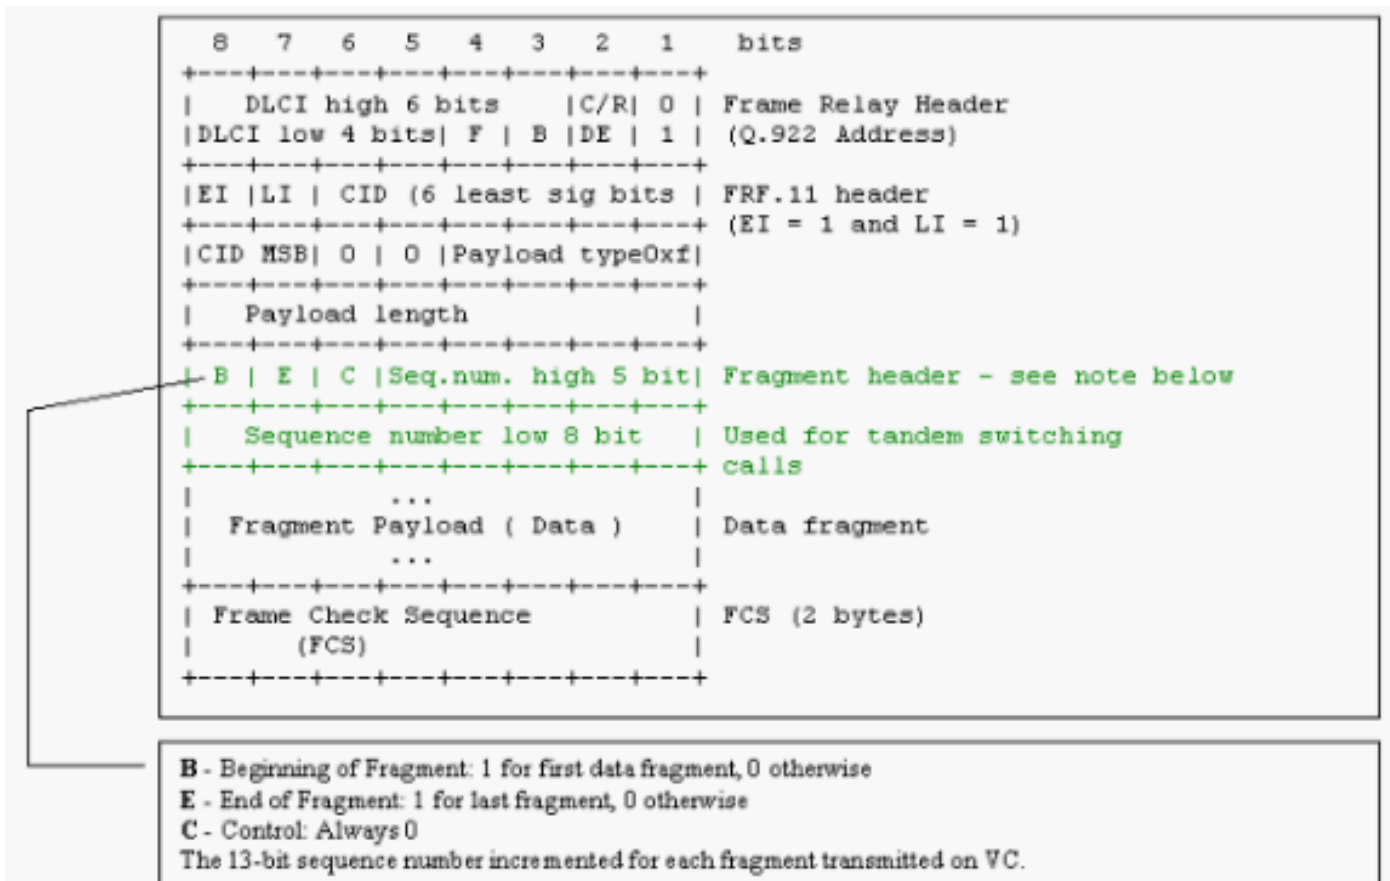 8 7 6 5 4 3 2 1 bits
+---+---+---+---+---+---+---+---+
| DLCI high 6 bits |C/R| 0 | Frame Relay Header
|DLCI low 4 bits| F | B |DE | 1 | (Q.922 Address)
+---+---+---+---+---+---+---+---+
|EI |LI | CID (6 least sig bits | FRF.11 header
+---+---+---+---+---+---+---+---+ (EI = 1 and LI = 1)
|CID MSB| 0 | 0 |Payload type0xf|
+---+---+---+---+---+---+---+---+
| Payload length |
+---+---+---+---+---+---+---+---+
| B | E | C |Seq.num. high 5 bit| Fragment header - see note below
+---+---+---+---+---+---+---+---+
| Sequence number low 8 bit | Used for tandem switching
+---+---+---+---+---+---+---+---+ calls
| ... |
| Fragment Payload ( Data ) | Data fragment
| ... |
+---+---+---+---+---+---+---+---+
| Frame Check Sequence | FCS (2 bytes)
| (FCS) |
+---+---+---+---+---+---+---+---+
B - Beginning of Fragment: 1 for first data fragment, 0 otherwise
E - End of Fragment: 1 for last fragment, 0 otherwise
C - Control: Always 0
The 13-bit sequence number incremented for each fragment transmitted on VC.